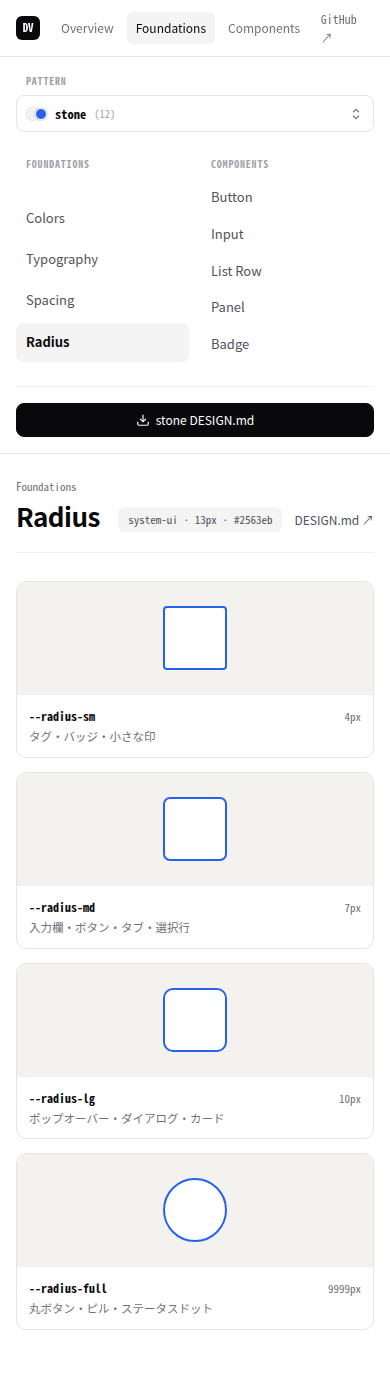 DV
Overview
Foundations
Components
GitHub ↗
PATTERN
stone (12)
FOUNDATIONS
Colors
Typography
Spacing
Radius
COMPONENTS
Button
Input
List Row
Panel
Badge
stone DESIGN.md
Foundations
Radius
system-ui · 13px · #2563eb
DESIGN.md ↗
--radius-sm
4px
タグ・バッジ・小さな印
--radius-md
7px
入力欄・ボタン・タブ・選択行
--radius-lg
10px
ポップオーバー・ダイアログ・カード
--radius-full
9999px
丸ボタン・ピル・ステータスドット